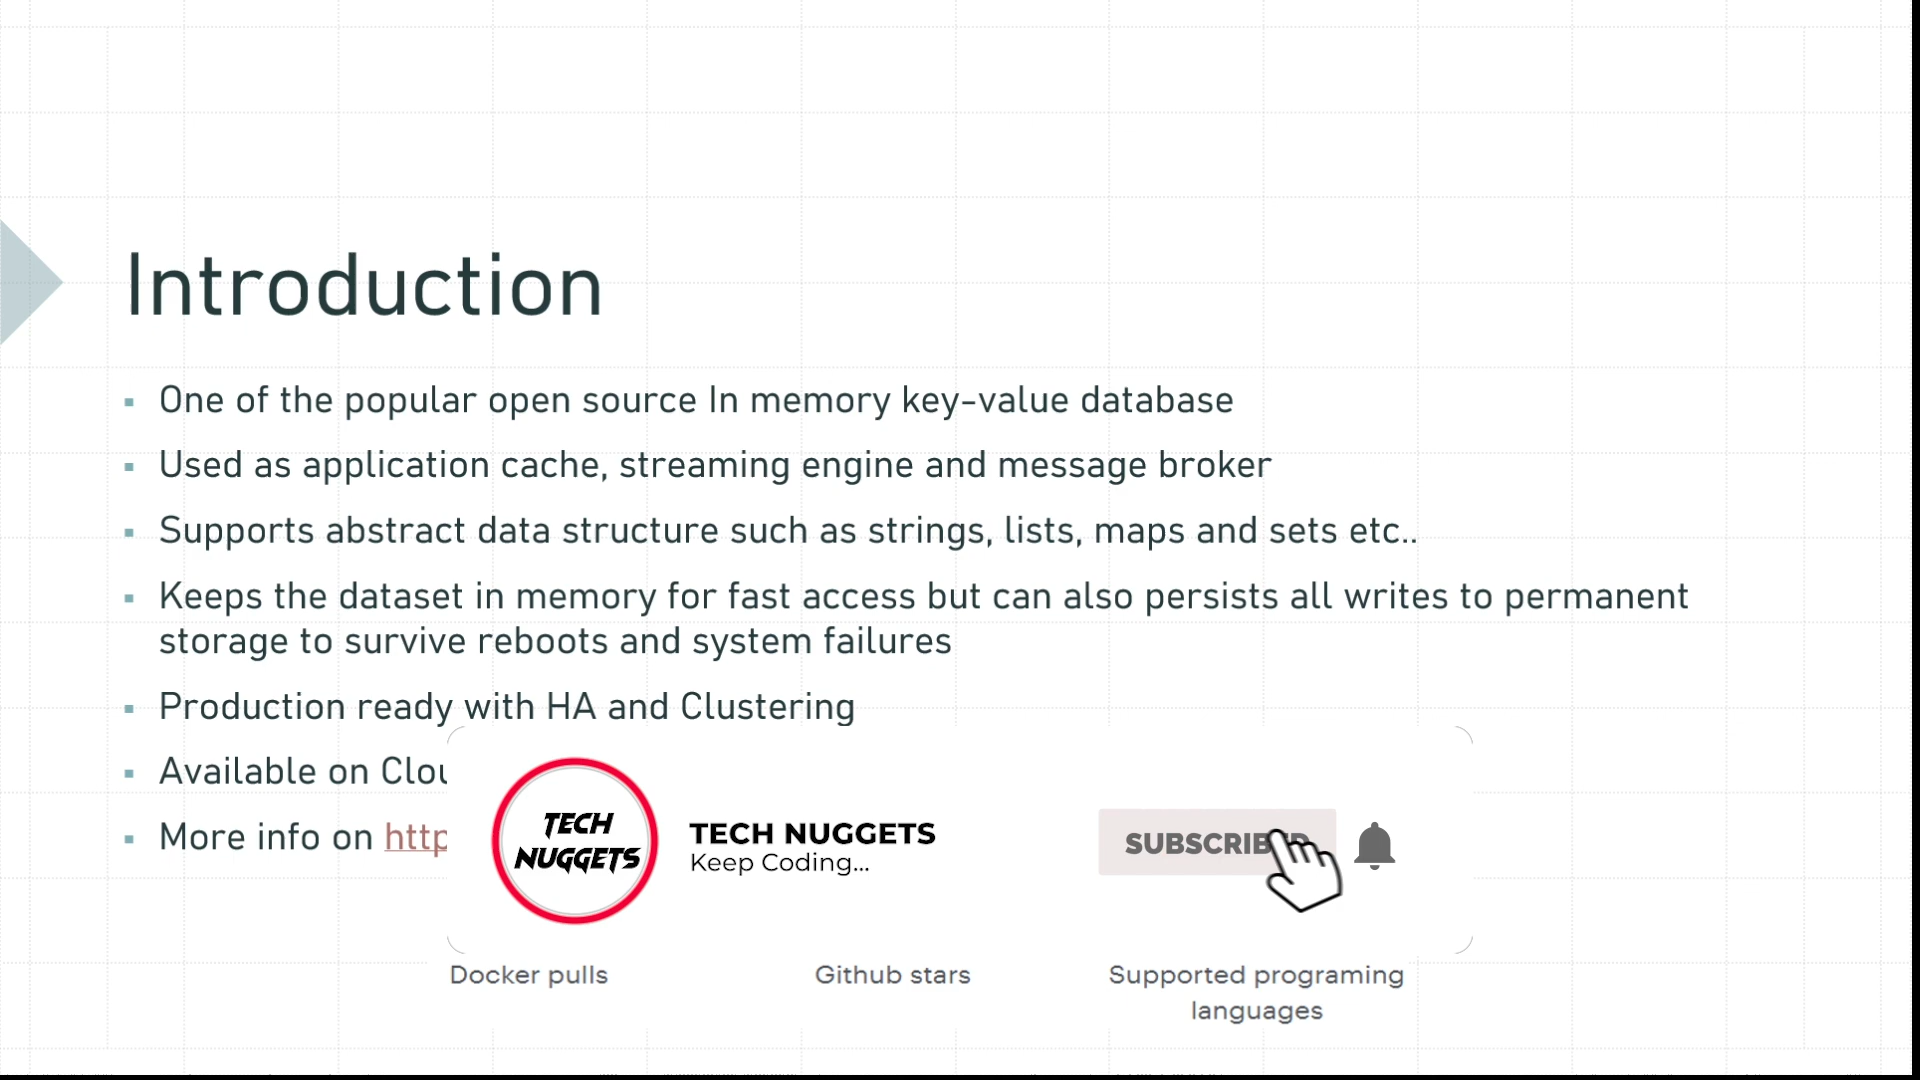 Introduction
One of the popular open source In memory key-value database
Used as application cache, streaming engine and message broker
Supports abstract data structure such as strings, lists, maps and sets etc..
Keeps the dataset in memory for fast access but can also persists all writes to permanent
storage to survive reboots and system failures
Production ready with HA and Clustering
Available on
More info on
TECH
NUGGETS
TECH NUGGETS
Keep Coding...
SUBSCRIBED
Docker pulls
Github stars
Supported programing
languages